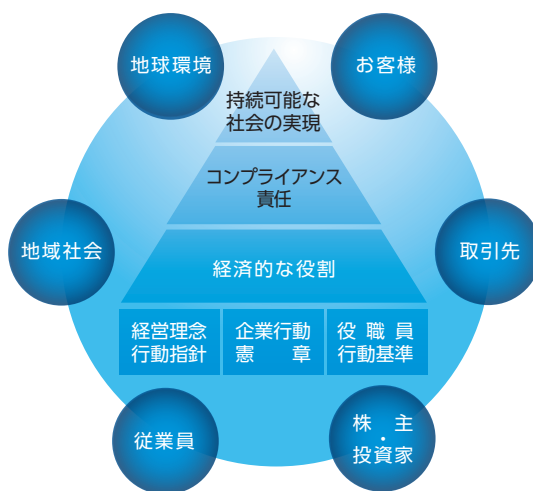 地球環境
お客様
持続可能な
社会の実現
コンプライアンス
責任
地域社会
経済的な役割
取引先
経営理念
行動指針
企業行動
憲章
役職員
行動基準
従業員
株主
・
投資家